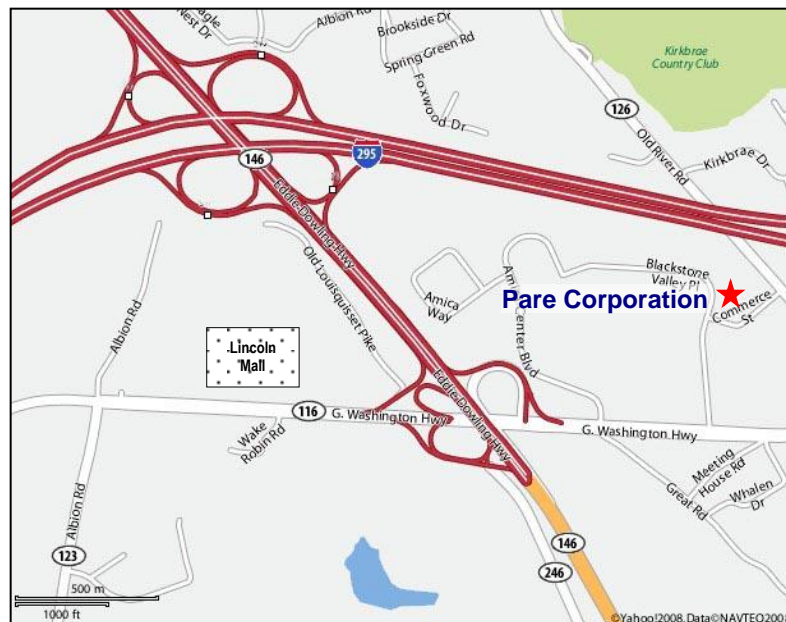 Eagle
Nest Dr
Albion Rd
Brookside Dr
Spring Green Rd
Foxwood Dr
Kirkbrae
Country Club
126
Old River Rd
Kirkbrae Dr
146
295
Eddie Dowling Hwy
Old Louisquisset Pike
Albion Rd
Amica
Way
Amica Center Blvd
Blackstone
Valley Pl
Pare Corporation
Commerce
St
Lincoln
Mall
Eddie Dowling Hwy
116
G. Washington Hwy
G. Washington Hwy
Wake
Robin Rd
Meeting
House Rd
Whalen
Dr
Great Rd
Albion Rd
123
146
246
500 m
1000 ft
©Yahoo!2008, Data©NAVTEQ2008